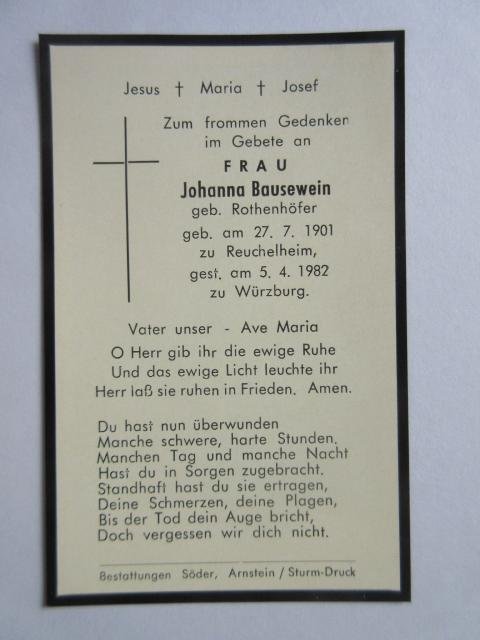 Jesus † Maria † Josef
Zum frommen Gedenken
im Gebete an
FRAU
Johanna Bausewein
geb. Rothenhöfer
geb. am 27. 7. 1901
zu Reuchelheim,
gest. am 5. 4. 1982
zu Würzburg.
Vater unser - Ave Maria
O Herr gib ihr die ewige Ruhe
Und das ewige Licht leuchte ihr
Herr laß sie ruhen in Frieden. Amen.
Du hast nun überwunden
Manche schwere, harte Stunden.
Manchen Tag und manche Nacht
Hast du in Sorgen zugebracht.
Standhaft hast du sie ertragen,
Deine Schmerzen, deine Plagen,
Bis der Tod dein Auge bricht,
Doch vergessen wir dich nicht.
Bestattungen Söder, Arnstein / Sturm-Druck